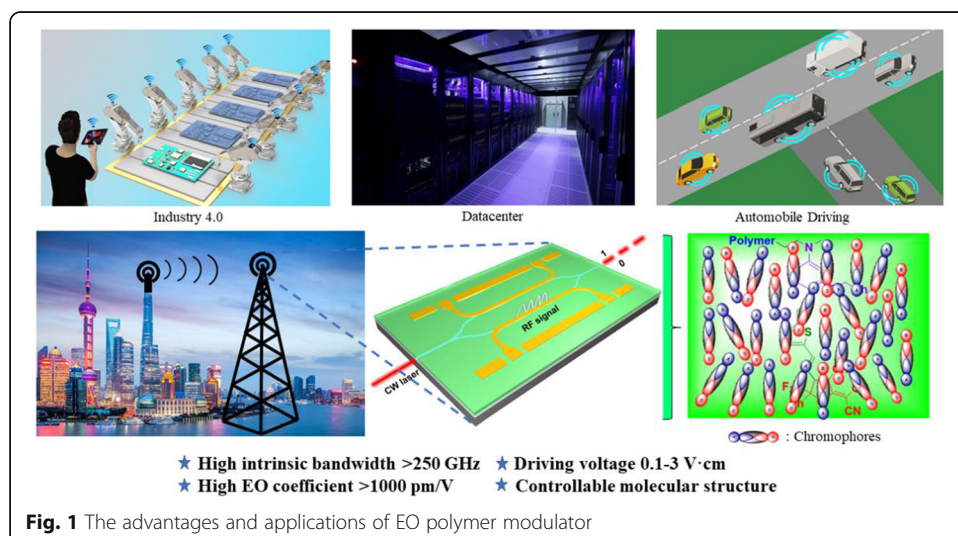 Industry 4.0
Datacenter
Automobile Driving
Polymer
N
n
S
F₃
n
CN
CW laser
RF signal
1
0
: Chromophores
★ High intrinsic bandwidth >250 GHz ★ Driving voltage 0.1-3 V·cm
★ High EO coefficient >1000 pm/V ★ Controllable molecular structure
Fig. 1 The advantages and applications of EO polymer modulator